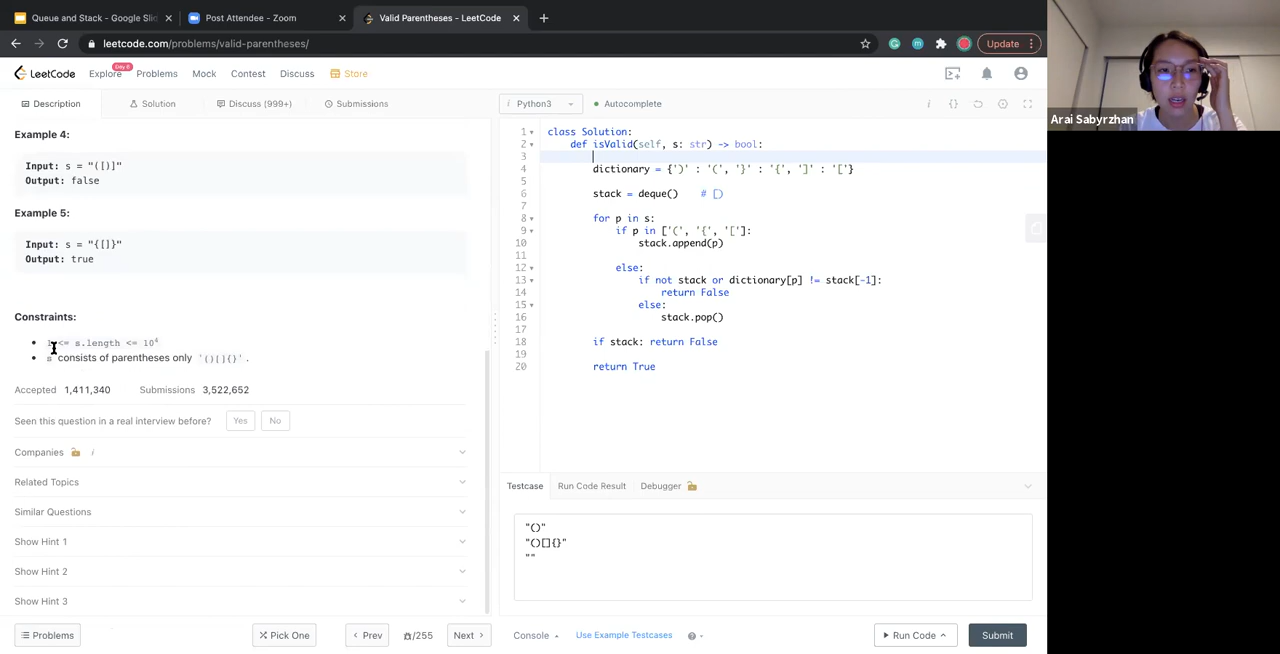 Queue and Stack - Google Slid
Post Attendee - Zoom
Valid Parentheses - LeetCode
leetcode.com/problems/valid-parentheses/
Update
LeetCode
Explore
Day 6
Problems
Mock
Contest
Discuss
Store
Description
Solution
Discuss (999+)
Submissions
Example 4:
Input: s = "([)]"
Output: false
Example 5:
Input: s = "{[]}"
Output: true
Constraints:
1 <= s.length <= 10⁴
s consists of parentheses only '()[]{}'.
Accepted 1,411,340 Submissions 3,522,652
Seen this question in a real interview before? Yes No
Companies i
Related Topics
Similar Questions
Show Hint 1
Show Hint 2
Show Hint 3
Problems
Pick One
Prev
/255
Next
i Python3
Autocomplete
i {}
1 class Solution:
2 def isValid(self, s: str) -> bool:
3
4 dictionary = {')' : '(', '}' : '{', ']' : '['}
5
6 stack = deque() # [)
7
8 for p in s:
9 if p in ['(', '{', '[']:
10 stack.append(p)
11
12 else:
13 if not stack or dictionary[p] != stack[-1]:
14 return False
15 else:
16 stack.pop()
17
18 if stack: return False
19
20 return True
Testcase
Run Code Result
Debugger
"()"
"()[]{}"
""
Console
Use Example Testcases
?
Run Code
Submit
Arai Sabyrzhan